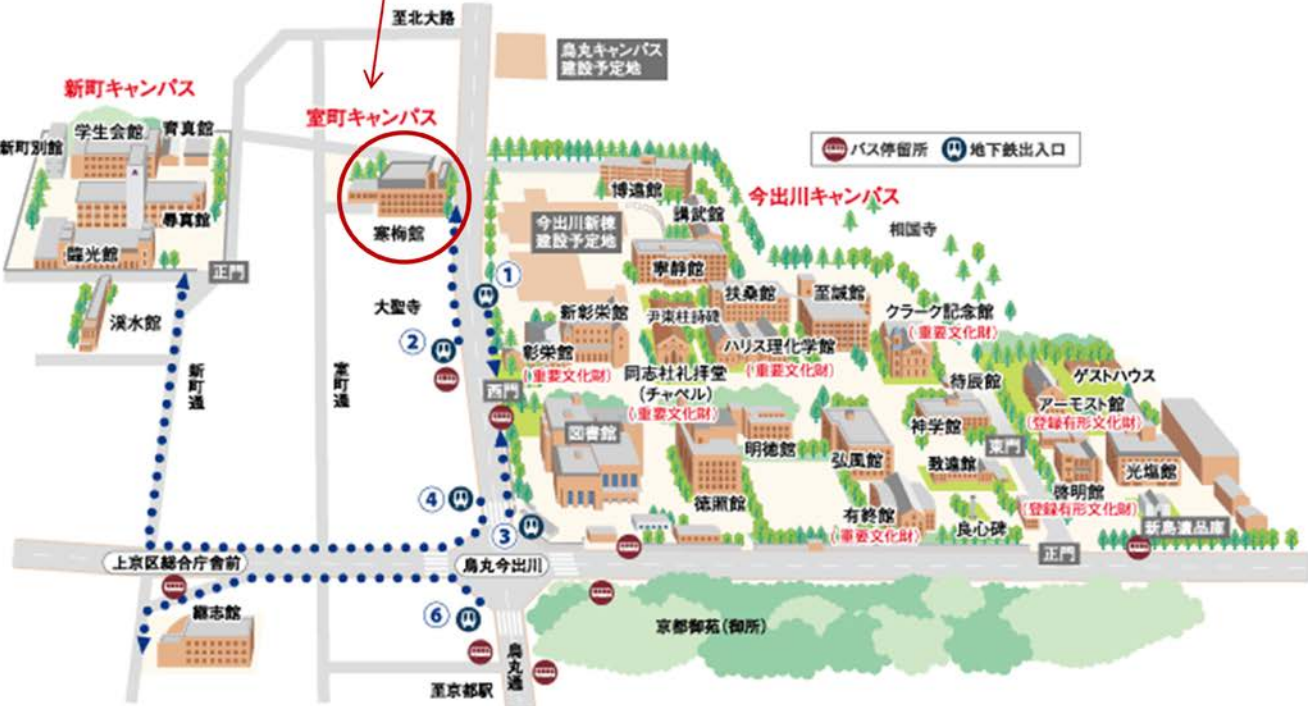 至北大路
烏丸キャンパス
建設予定地
新町キャンパス
学生会館
育真館
新町別館
尋真館
臨光館
正門
渓水館
室町キャンパス
寒梅館
バス停留所
地下鉄出入口
今出川キャンパス
博遠館
講武館
相国寺
今出川新棟
建設予定地
寧静館
扶桑館
至誠館
クラーク記念館
(重要文化財)
①
大聖寺
新彰栄館
尹東柱詩碑
ハリス理化学館
(重要文化財)
②
彰栄館
(重要文化財)
同志社礼拝堂
(チャペル)
(重要文化財)
待辰館
ゲストハウス
アーモスト館
(登録有形文化財)
新町通
室町通
西門
図書館
明徳館
弘風館
神学館
東門
致遠館
光塩館
徳照館
啓明館
(登録有形文化財)
④
③
有終館
(重要文化財)
良心碑
新島遺品庫
正門
上京区総合庁舎前
烏丸今出川
継志館
⑥
京都御苑(御所)
烏丸通
至京都駅